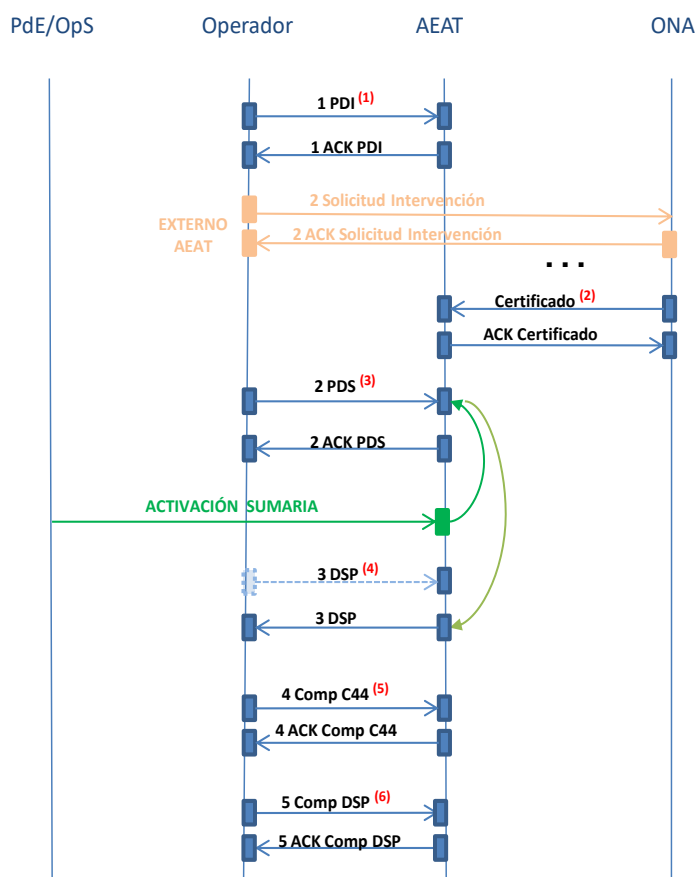 PdE/OpS Operador AEAT ONA
1 PDI (1)
1 ACK PDI
2 Solicitud Intervención
EXTERNO
AEAT
2 ACK Solicitud Intervención
...
Certificado (2)
ACK Certificado
2 PDS (3)
2 ACK PDS
ACTIVACIÓN SUMARIA
3 DSP (4)
3 DSP
4 Comp C44 (5)
4 ACK Comp C44
5 Comp DSP (6)
5 ACK Comp DSP